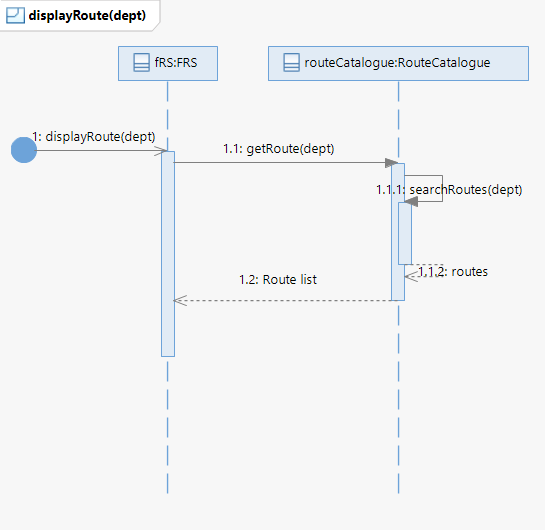 displayRoute(dept)
fRS:FRS
routeCatalogue:RouteCatalogue
1: displayRoute(dept)
1.1: getRoute(dept)
1.1.1: searchRoutes(dept)
1.1.2: routes
1.2: Route list